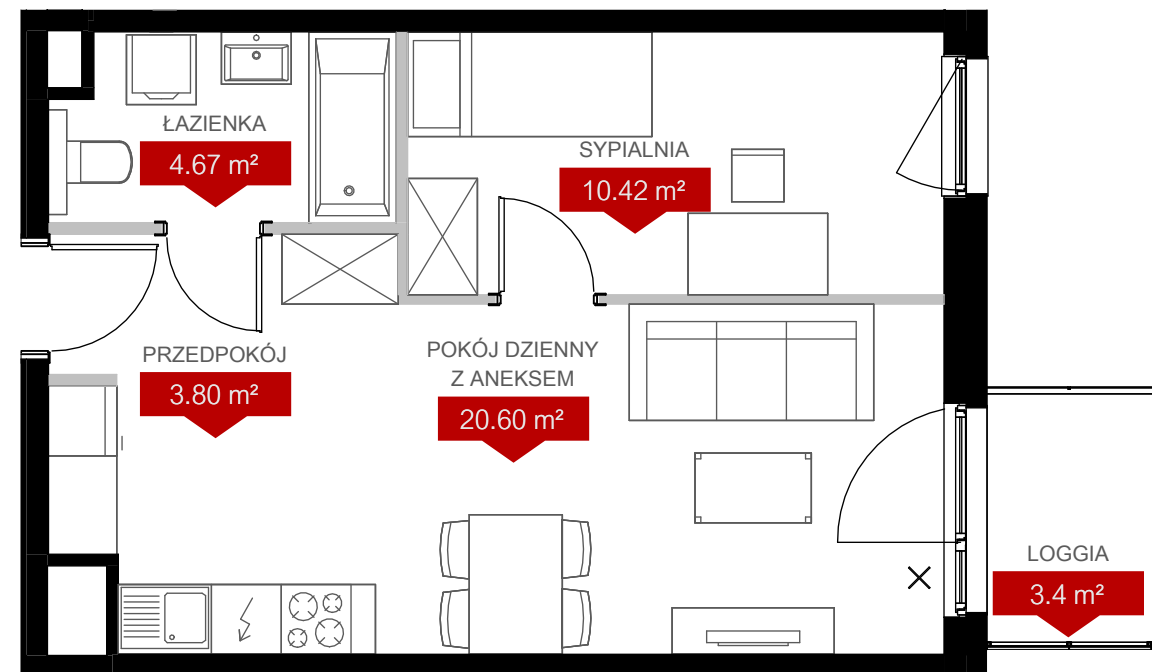 ŁAZIENKA
4.67 m²
SYPIALNIA
10.42 m²
PRZEDPOKÓJ
3.80 m²
POKÓJ DZIENNY
Z ANEKSEM
20.60 m²
LOGGIA
3.4 m²